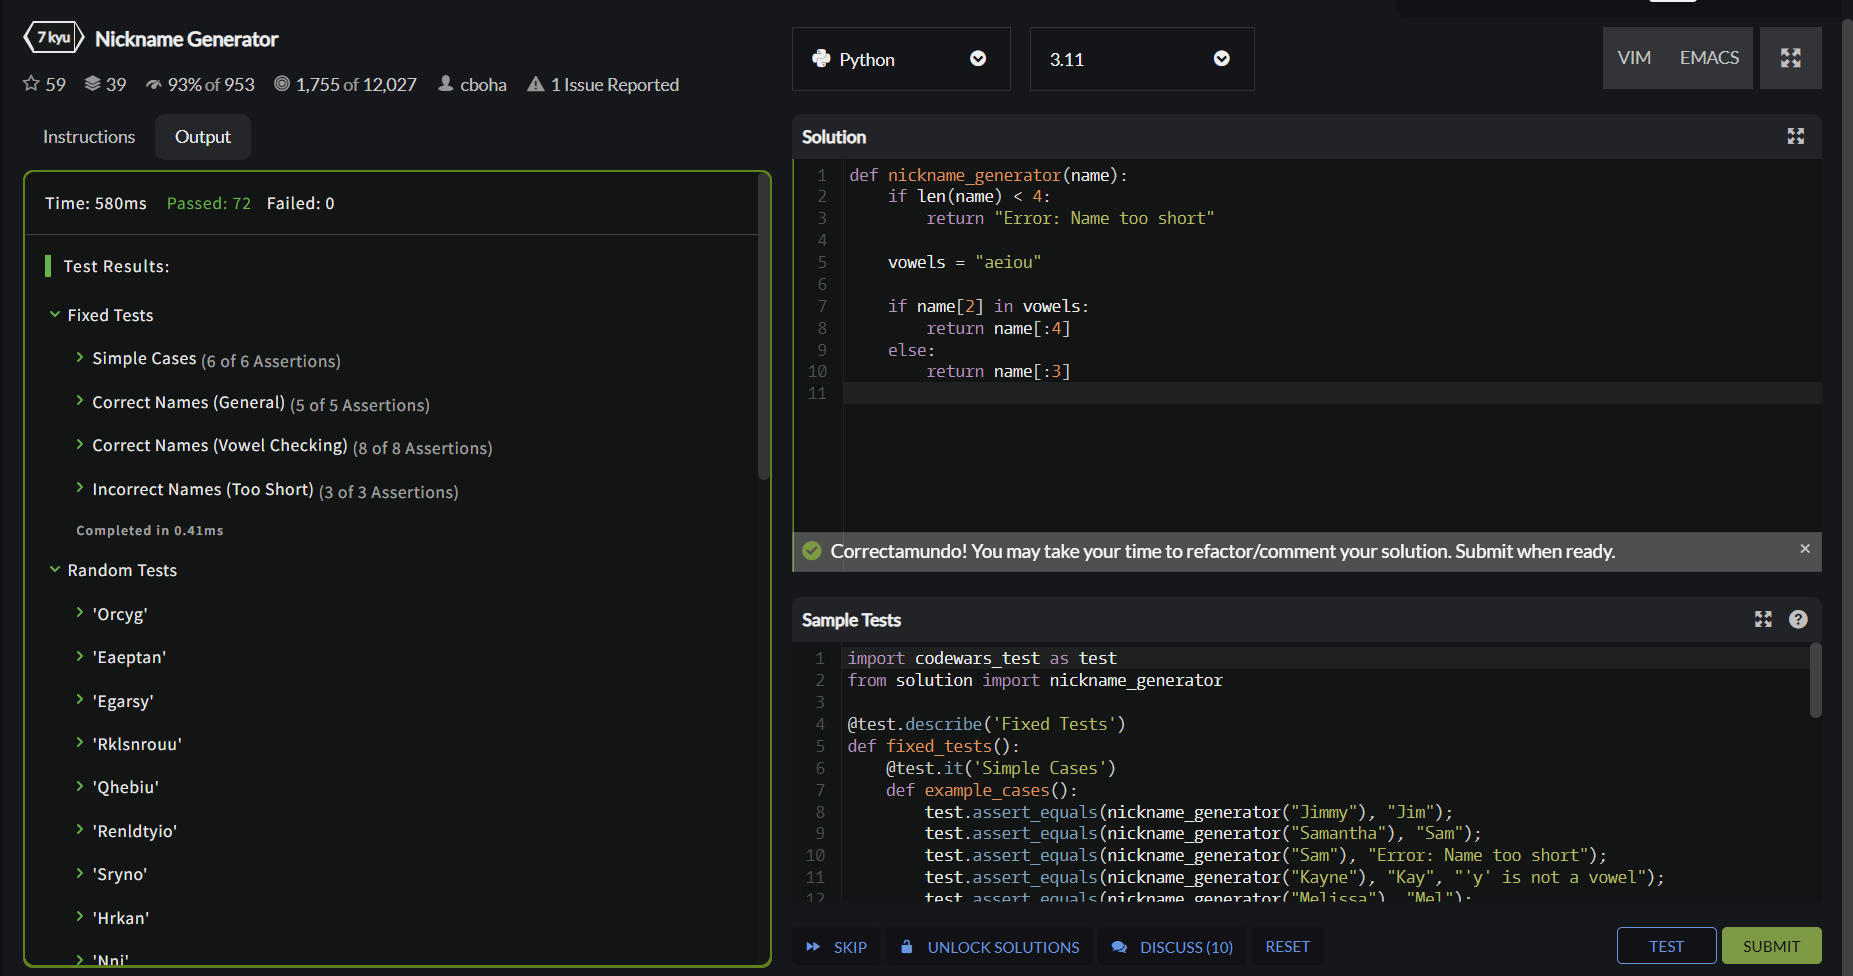 7 kyu Nickname Generator
59 39 93% of 953 1,755 of 12,027 cboha 1 Issue Reported
Instructions Output
Time: 580ms Passed: 72 Failed: 0
Test Results:
Fixed Tests
Simple Cases (6 of 6 Assertions)
Correct Names (General) (5 of 5 Assertions)
Correct Names (Vowel Checking) (8 of 8 Assertions)
Incorrect Names (Too Short) (3 of 3 Assertions)
Completed in 0.41ms
Random Tests
'Orcyg'
'Eaeptan'
'Egarsy'
'Rklsnrouu'
'Qhebiu'
'Renldtyio'
'Sryno'
'Hrkan'
'Nni'
Python 3.11 VIM EMACS
Solution
1 def nickname_generator(name):
2 if len(name) < 4:
3 return "Error: Name too short"
4
5 vowels = "aeiou"
6
7 if name[2] in vowels:
8 return name[:4]
9 else:
10 return name[:3]
11
Correctamundo! You may take your time to refactor/comment your solution. Submit when ready. ×
Sample Tests ?
1 import codewars_test as test
2 from solution import nickname_generator
3
4 @test.describe('Fixed Tests')
5 def fixed_tests():
6 @test.it('Simple Cases')
7 def example_cases():
8 test.assert_equals(nickname_generator("Jimmy"), "Jim");
9 test.assert_equals(nickname_generator("Samantha"), "Sam");
10 test.assert_equals(nickname_generator("Sam"), "Error: Name too short");
11 test.assert_equals(nickname_generator("Kayne"), "Kay", "'y' is not a vowel");
12 test.assert_equals(nickname_generator("Melissa"), "Mel");
SKIP UNLOCK SOLUTIONS DISCUSS (10) RESET TEST SUBMIT